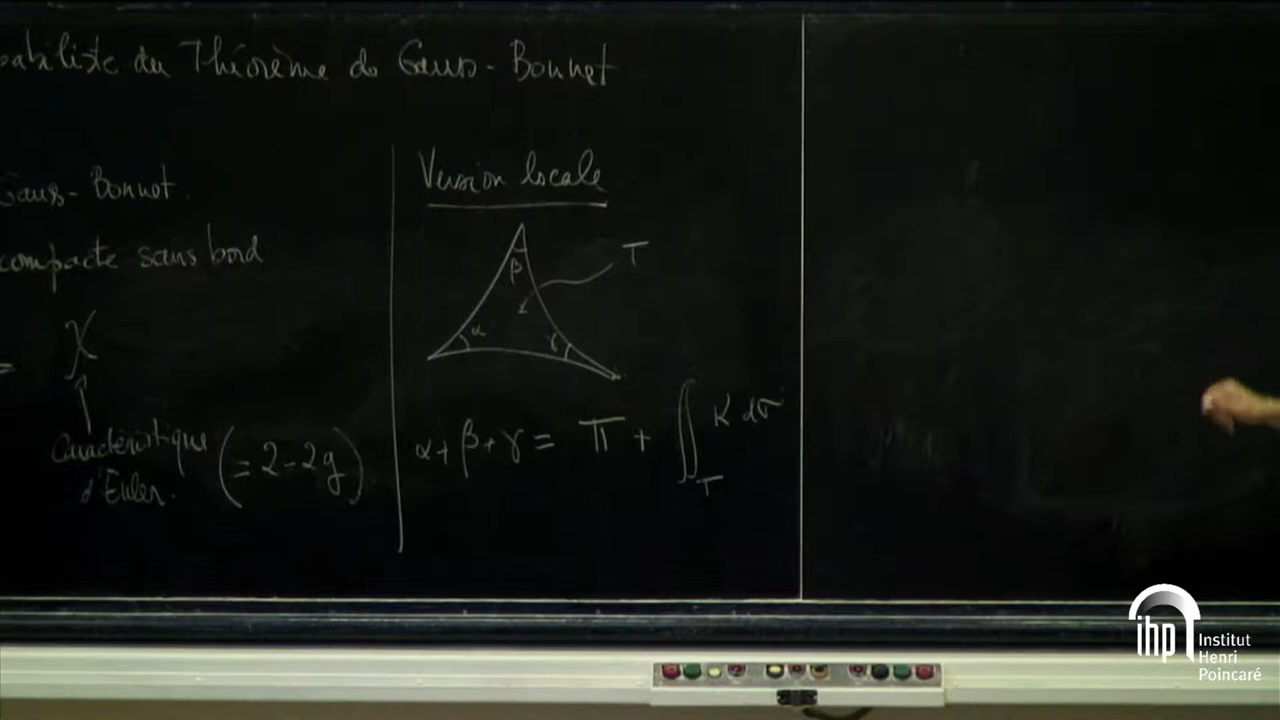 babiliste du Théorème de Gauss-Bonnet
Gauss-Bonnet.
compacte sans bord
= χ
Caractéristique
d'Euler.
(= 2 - 2g)
Version locale
T
β
α
γ
α + β + γ = π + ∬_T K dσ
ihp
Institut
Henri
Poincaré